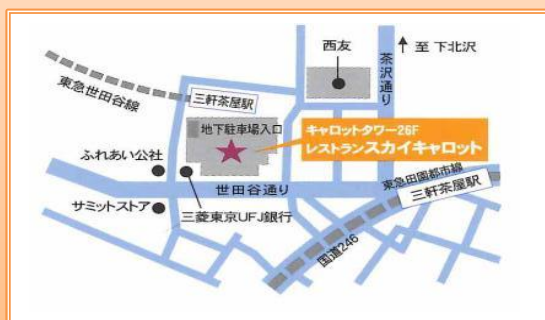 西友
茶沢通り
至 下北沢
東急世田谷線
三軒茶屋駅
地下駐車場入口
キャロットタワー26F
レストランスカイキャロット
ふれあい公社
世田谷通り
東急田園都市線
三軒茶屋駅
サミットストア
三菱東京UFJ銀行
国道246